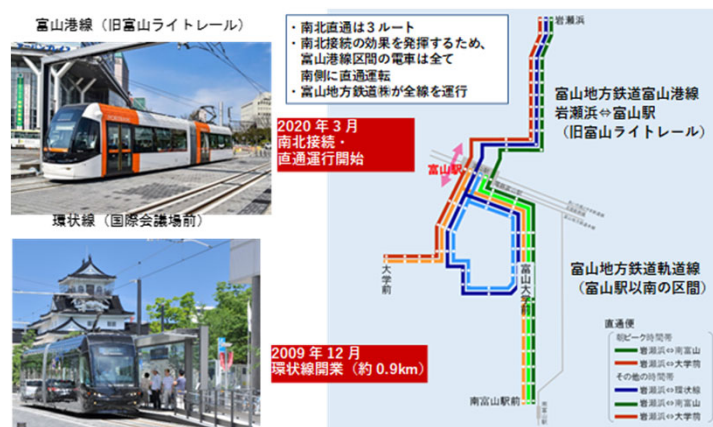 富山港線（旧富山ライトレール）
・南北直通は３ルート
・南北接続の効果を発揮するため、
富山港線区間の電車は全て
南側に直通運転
・富山地方鉄道㈱が全線を運行
2020 年 3 月
南北接続・
直通運行開始
環状線（国際会議場前）
2009 年 12 月
環状線開業（約 0.9km）
岩瀬浜
富山地方鉄道富山港線
岩瀬浜⇔富山駅
（旧富山ライトレール）
富山駅
大学前
富山大学前
富山地方鉄道軌道線
（富山駅以南の区間）
南富山駅前
直通便
朝ピーク時間帯
岩瀬浜⇔南富山
岩瀬浜⇔大学前
その他の時間帯
岩瀬浜⇔環状線
岩瀬浜⇔南富山
岩瀬浜⇔大学前